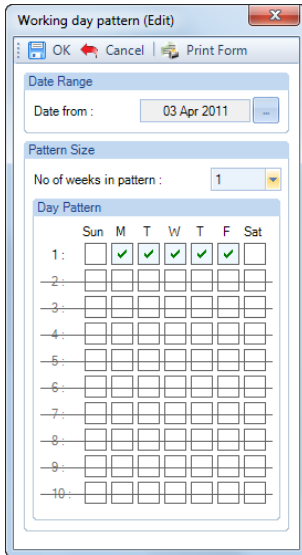 Working day pattern (Edit)
OK Cancel Print Form
Date Range
Date from : 03 Apr 2011 ...
Pattern Size
No of weeks in pattern : 1
Day Pattern
Sun M T W T F Sat
1 :
2 :
3 :
4 :
5 :
6 :
7 :
8 :
9 :
10 :